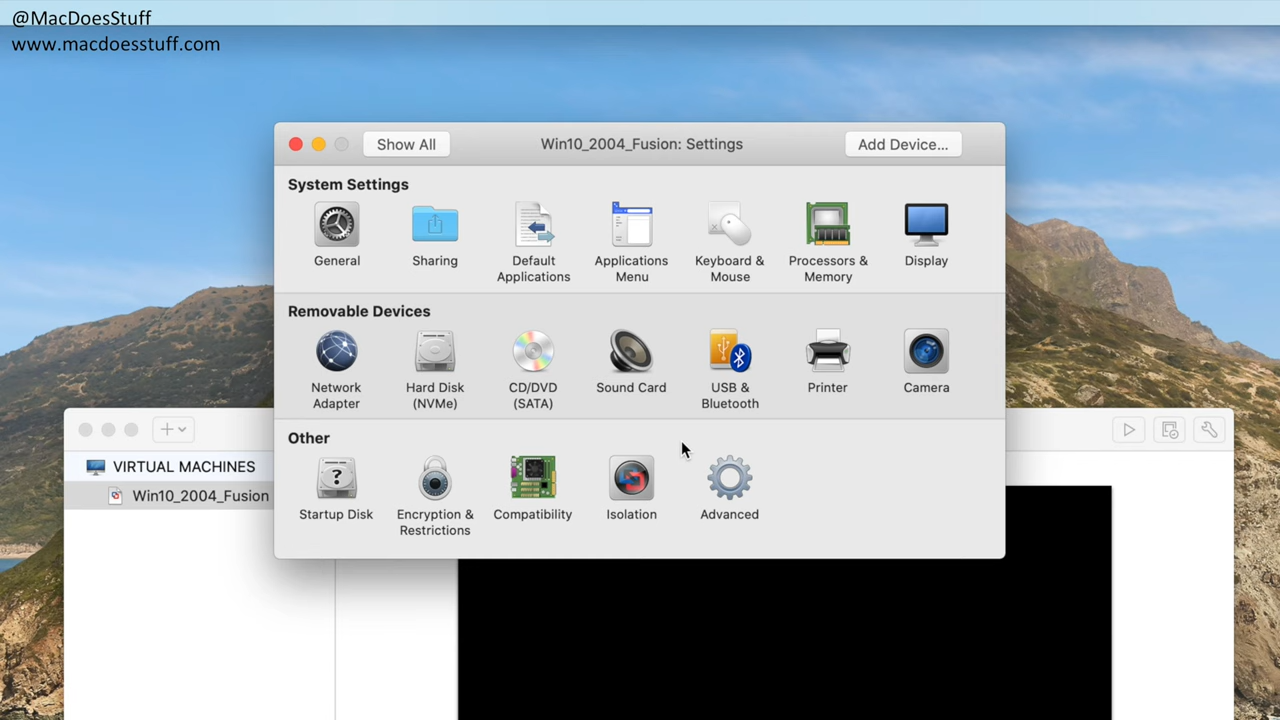 @MacDoesStuff
www.macdoesstuff.com
Show All
Win10_2004_Fusion: Settings
Add Device...
System Settings
General
Sharing
Default
Applications
Applications
Menu
Keyboard &
Mouse
Processors &
Memory
Display
Removable Devices
Network
Adapter
Hard Disk
(NVMe)
CD/DVD
(SATA)
Sound Card
USB &
Bluetooth
Printer
Camera
Other
Startup Disk
Encryption &
Restrictions
Compatibility
Isolation
Advanced
VIRTUAL MACHINES
Win10_2004_Fusion